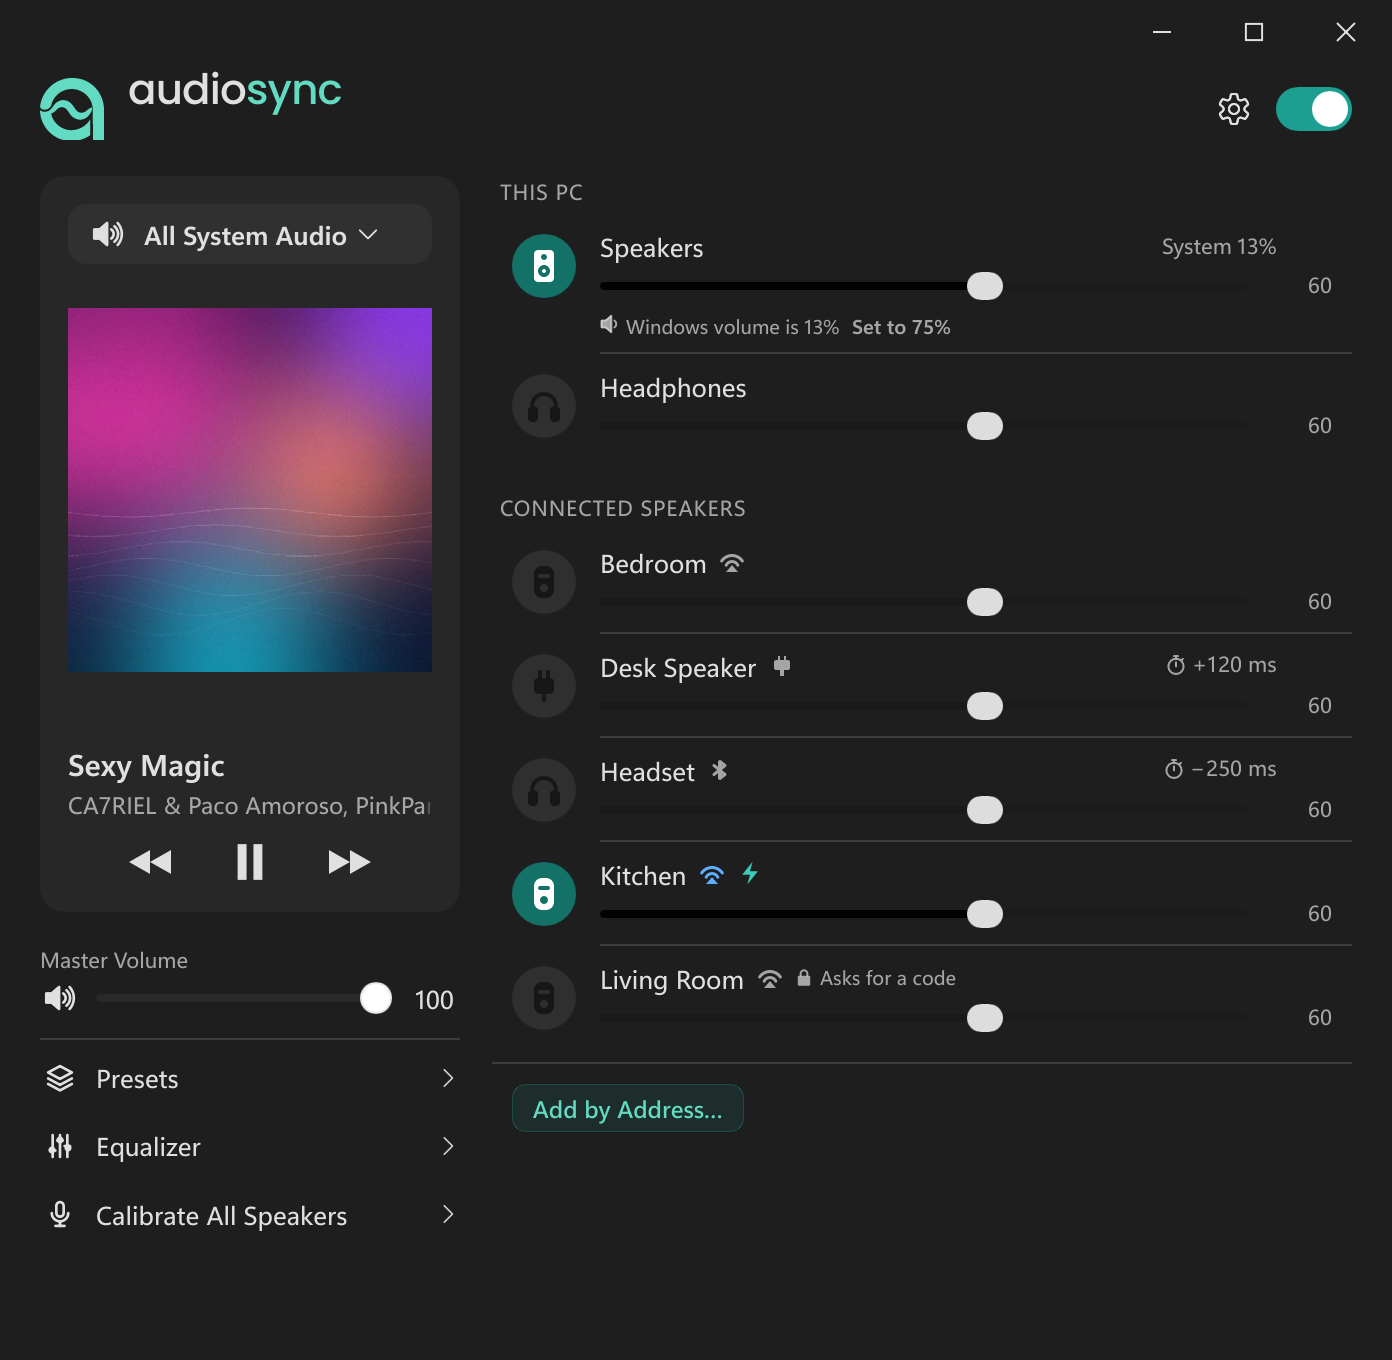 audiosync
All System Audio
Sexy Magic
CA7RIEL & Paco Amoroso, PinkPa
Master Volume
100
Presets
Equalizer
Calibrate All Speakers
THIS PC
Speakers
System 13%
60
Windows volume is 13% Set to 75%
Headphones
60
CONNECTED SPEAKERS
Bedroom
60
Desk Speaker
+120 ms
60
Headset
−250 ms
60
Kitchen
60
Living Room Asks for a code
60
Add by Address...